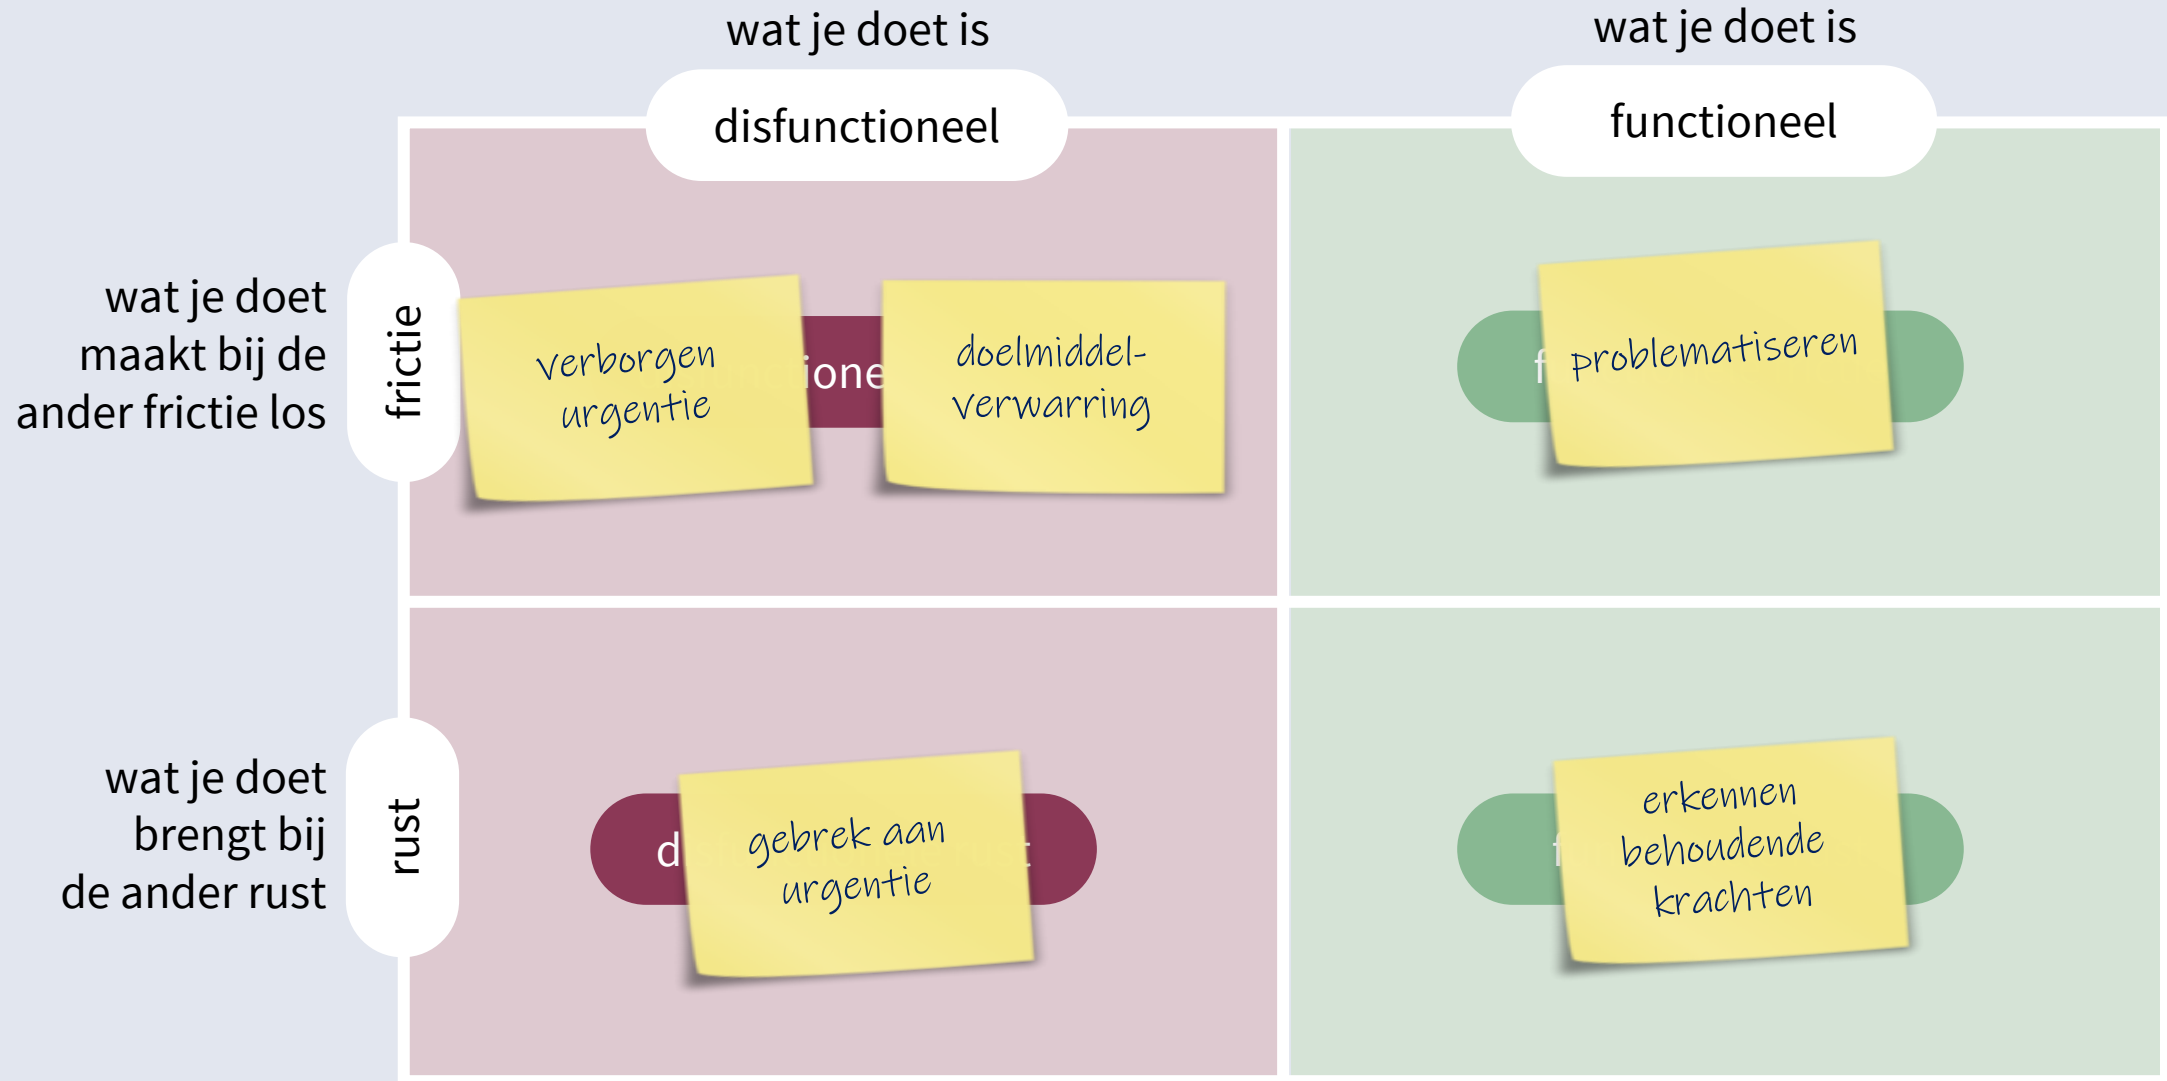 wat je doet is
disfunctioneel
wat je doet is
functioneel
wat je doet
maakt bij de
ander frictie los
frictie
verborgen
urgentie
doelmiddel-
verwarring
problematiseren
wat je doet
brengt bij
de ander rust
rust
gebrek aan
urgentie
erkennen
behoudende
krachten